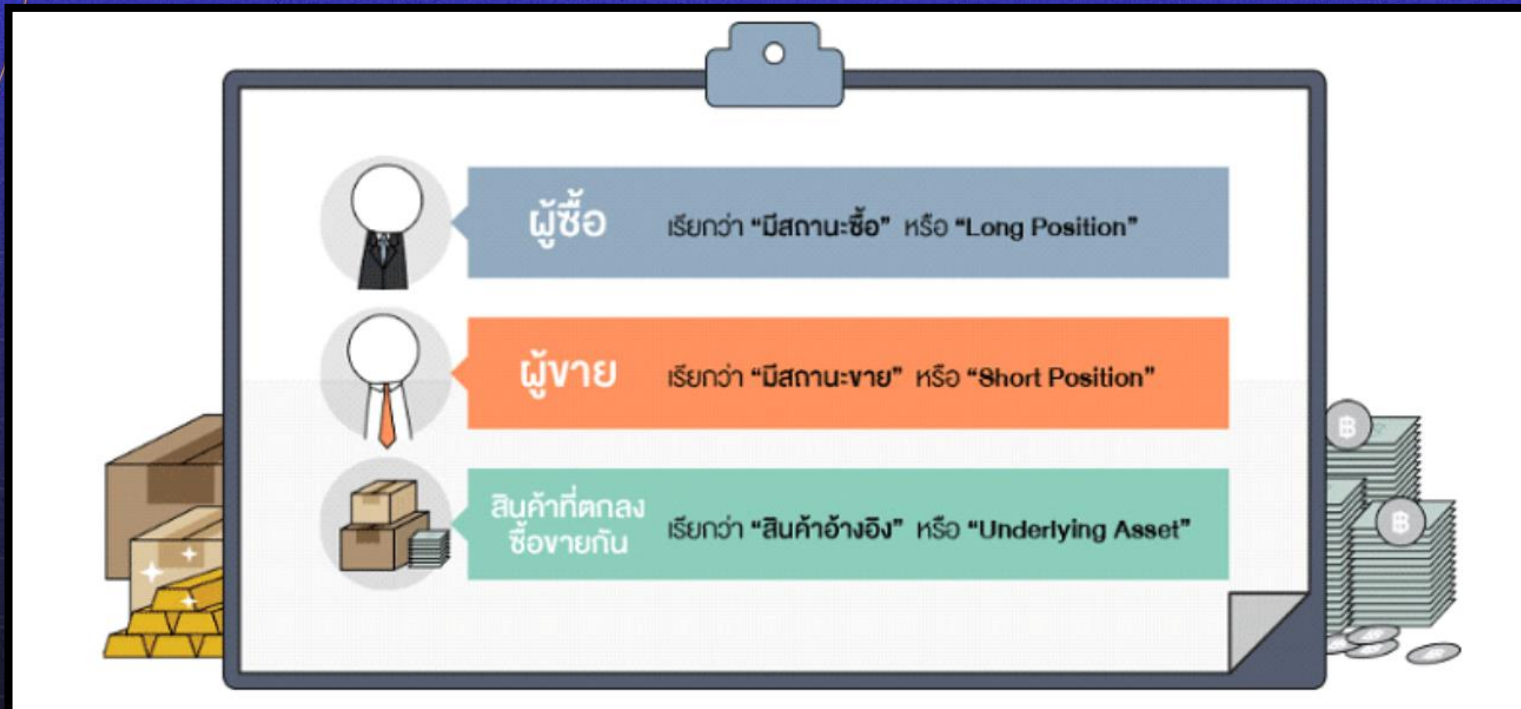 ผู้ซื้อ เรียกว่า “มีสถานะซื้อ” หรือ “Long Position”
ผู้ขาย เรียกว่า “มีสถานะขาย” หรือ “Short Position”
สินค้าที่ตกลง
ซื้อขายกัน
เรียกว่า “สินค้าอ้างอิง” หรือ “Underlying Asset”
฿
฿